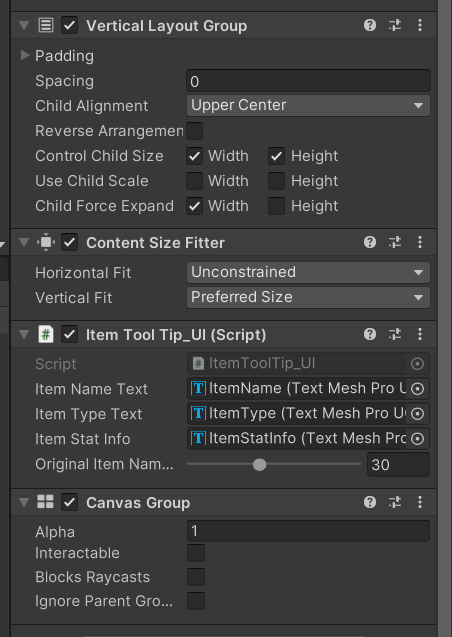 Vertical Layout Group
Padding
Spacing 0
Child Alignment Upper Center
Reverse Arrangemen
Control Child Size Width Height
Use Child Scale Width Height
Child Force Expand Width Height
Content Size Fitter
Horizontal Fit Unconstrained
Vertical Fit Preferred Size
# Item Tool Tip_UI (Script)
Script # ItemToolTip_UI
Item Name Text T ItemName (Text Mesh Pro U
Item Type Text T ItemType (Text Mesh Pro U
Item Stat Info T ItemStatInfo (Text Mesh Pro
Original Item Nam... 30
Canvas Group
Alpha 1
Interactable
Blocks Raycasts
Ignore Parent Gro...